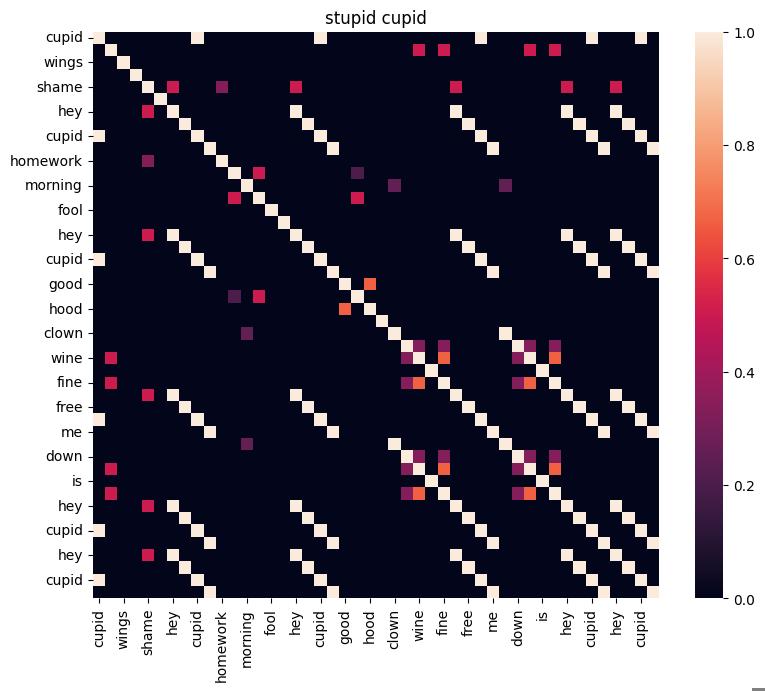 stupid cupid
cupid
wings
shame
hey
cupid
homework
morning
fool
hey
cupid
good
hood
clown
wine
fine
free
me
down
is
hey
cupid
hey
cupid
1.0
0.8
0.6
0.4
0.2
0.0
cupid
wings
shame
hey
cupid
homework
morning
fool
hey
cupid
good
hood
clown
wine
fine
free
me
down
is
hey
cupid
hey
cupid